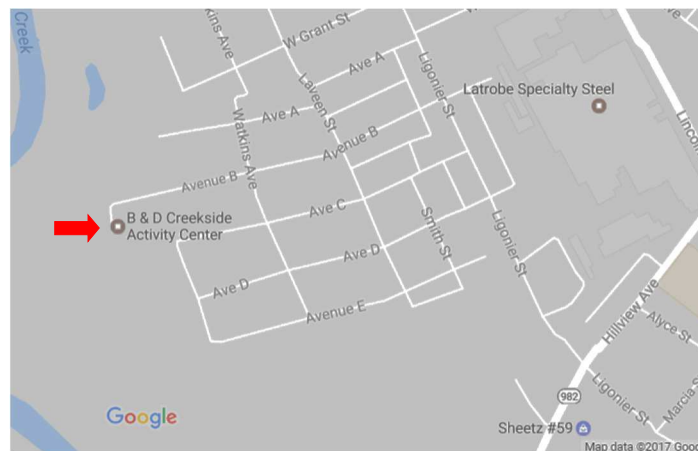 Creek
Watkins Ave
W Grant St
Ave A
Ligonier St
Latrobe Specialty Steel
Laveen St
Ave A
Watkins Ave
Avenue B
Avenue B
B & D Creekside
Activity Center
Ave C
Smith St
Ligonier St
Ave D
Ave D
Avenue E
Hillview Ave
Alyce St
982
Ligonier St
Marcia S
Lincoln
Google
Sheetz #59
Map data ©2017 Goog